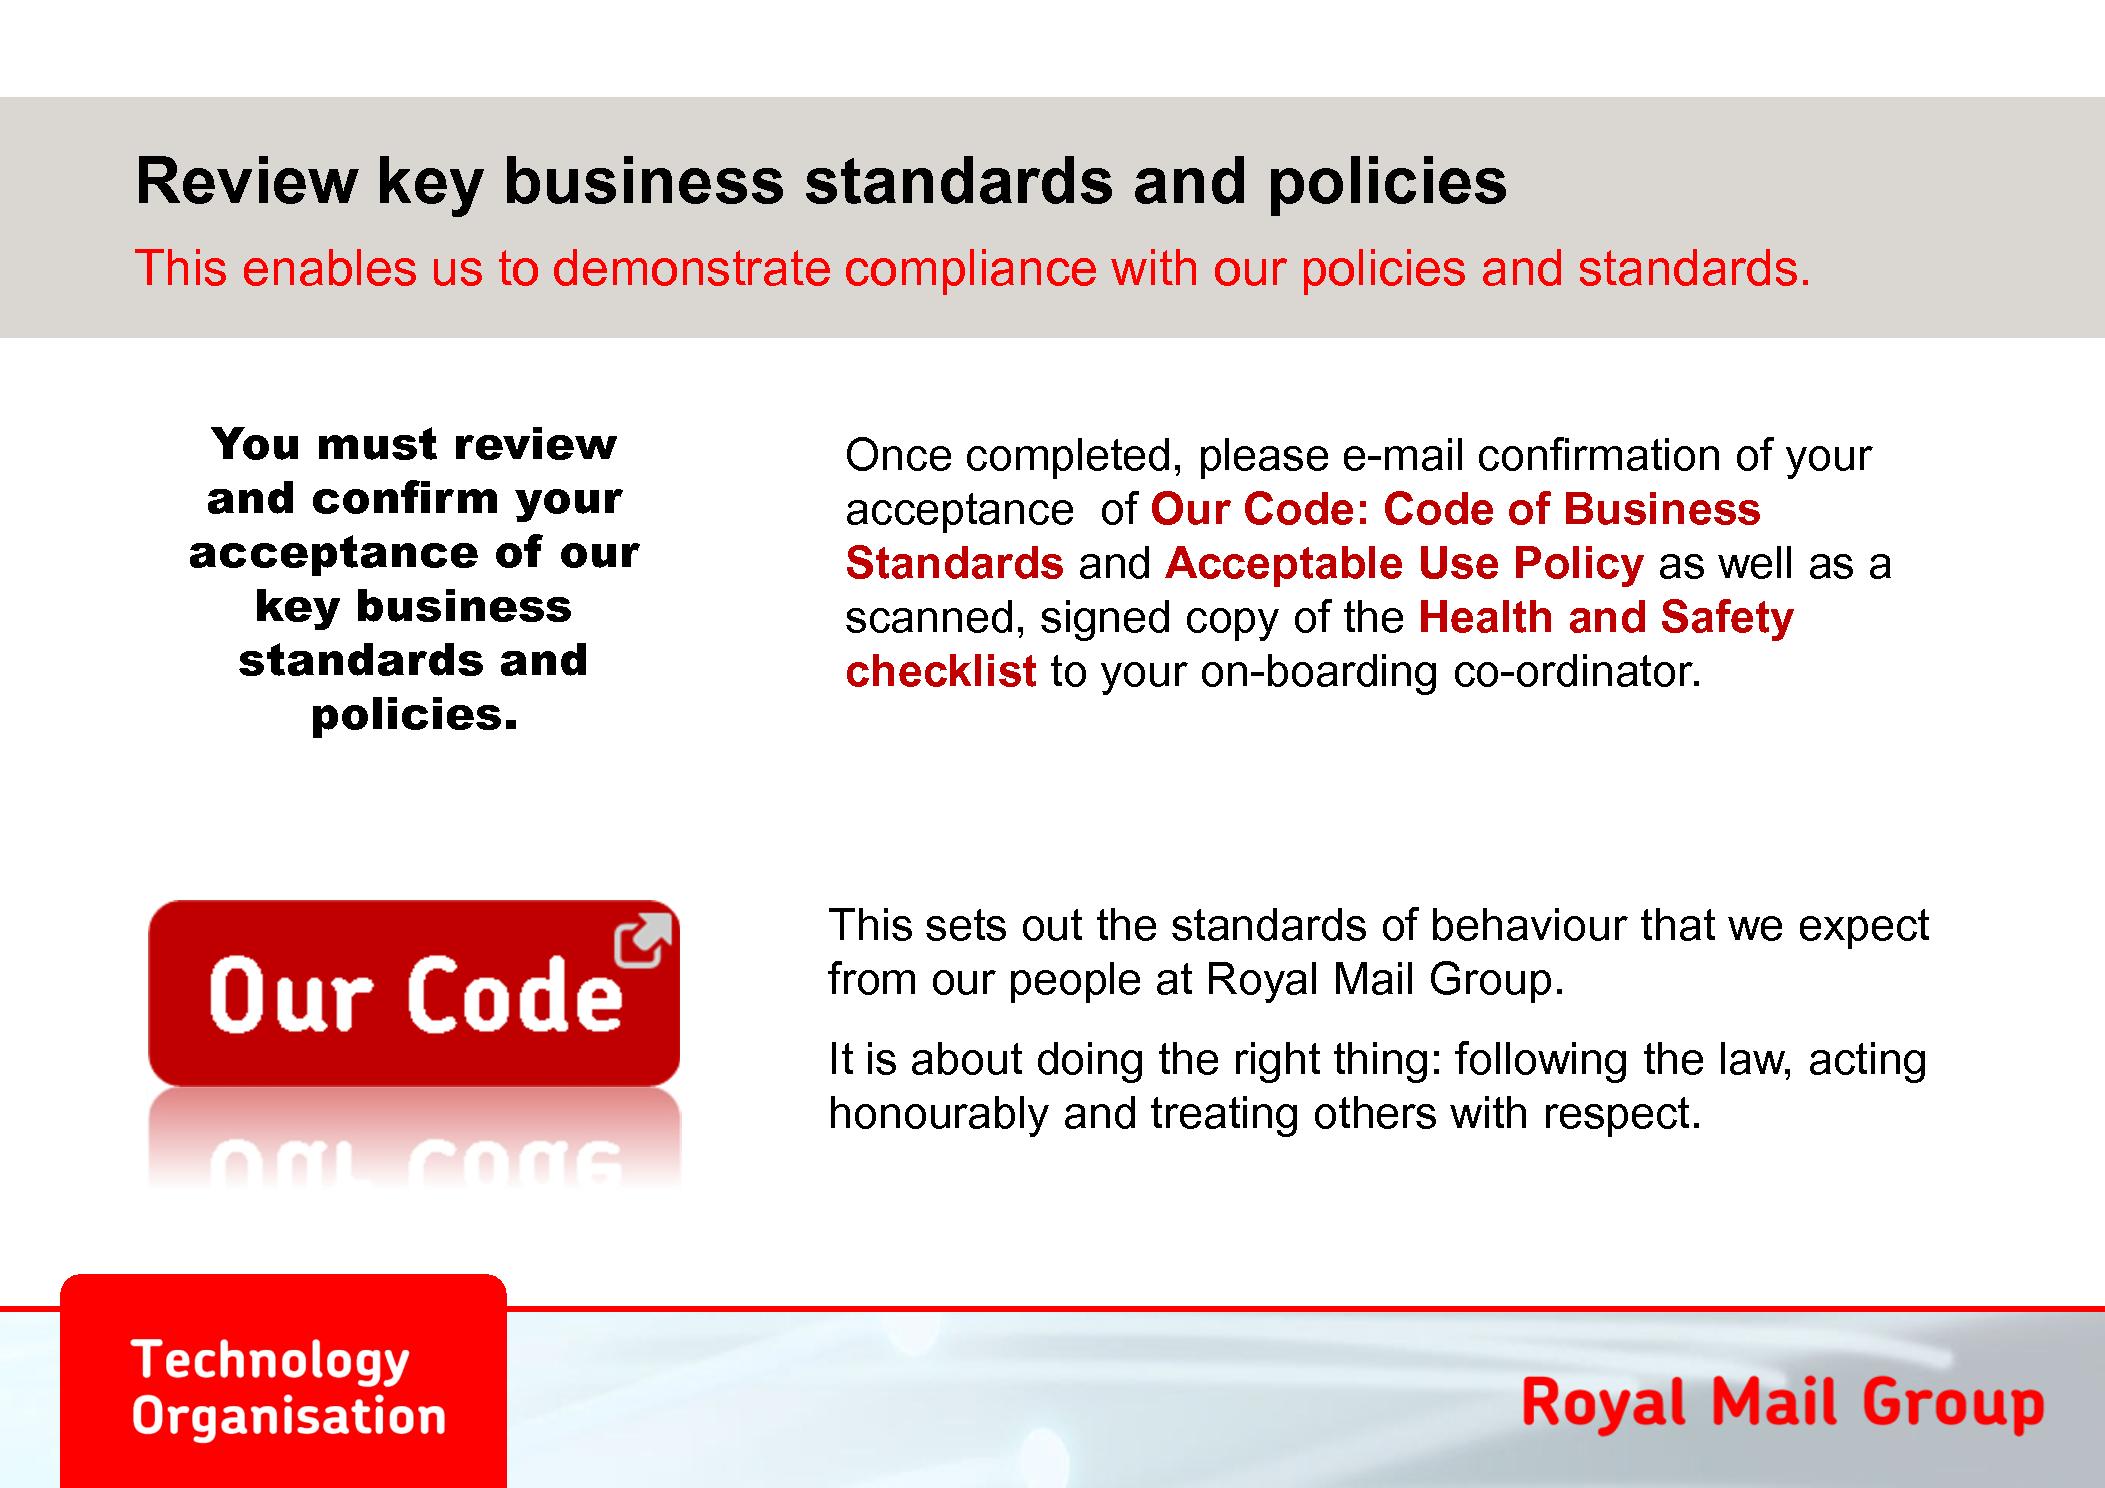 Review key business standards and policies
This enables us to demonstrate compliance with our policies and standards.
You must review
and confirm your
acceptance of our
key business
standards and
policies.
Once completed, please e-mail confirmation of your
acceptance  of Our Code: Code of Business
Standards and Acceptable Use Policy as well as a
scanned, signed copy of the Health and Safety
checklist to your on-boarding co-ordinator.
Our Code
This sets out the standards of behaviour that we expect
from our people at Royal Mail Group.
It is about doing the right thing: following the law, acting
honourably and treating others with respect.
Technology
Organisation
Royal Mail Group